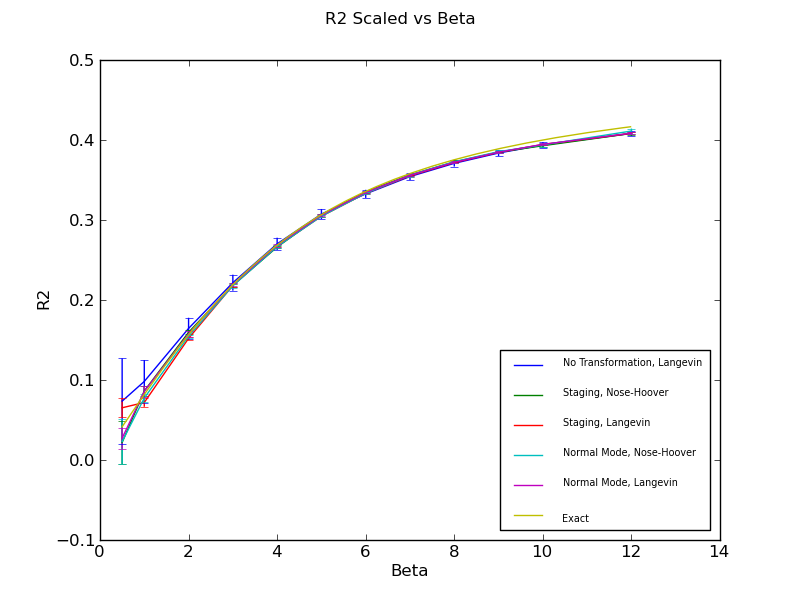 R2 Scaled vs Beta
0.5
0.4
0.3
0.2
0.1
0.0
−0.1
R2
No Transformation, Langevin
Staging, Nose-Hoover
Staging, Langevin
Normal Mode, Nose-Hoover
Normal Mode, Langevin
Exact
0 2 4 6 8 10 12 14
Beta